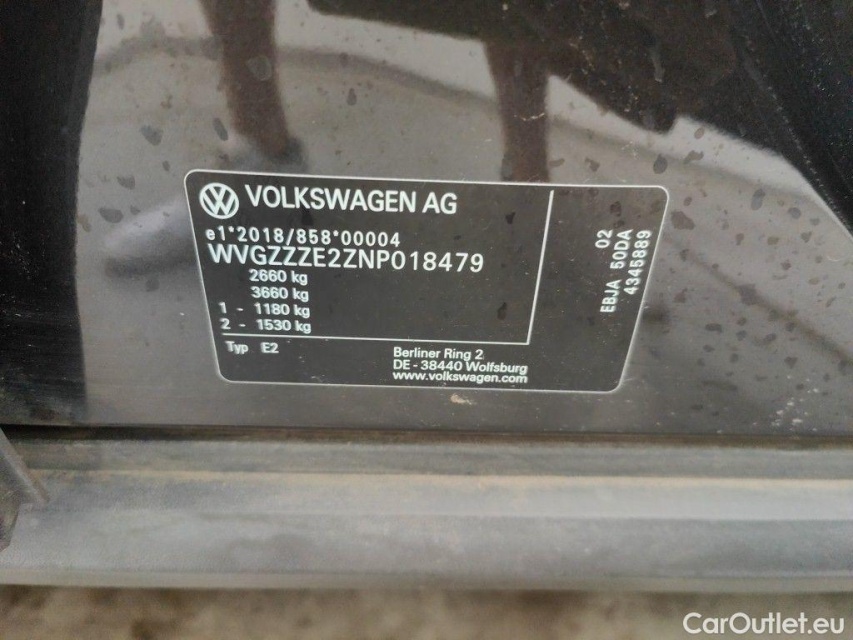 VOLKSWAGEN AG
e1*2018/858*00004
WVGZZZE2ZNP018479
2660 kg
3660 kg
1 - 1180 kg
2 - 1530 kg
Typ E2
Berliner Ring 2
DE - 38440 Wolfsburg
www.volkswagen.com
02
EBJA 50DA
4345889
CarOutlet.eu